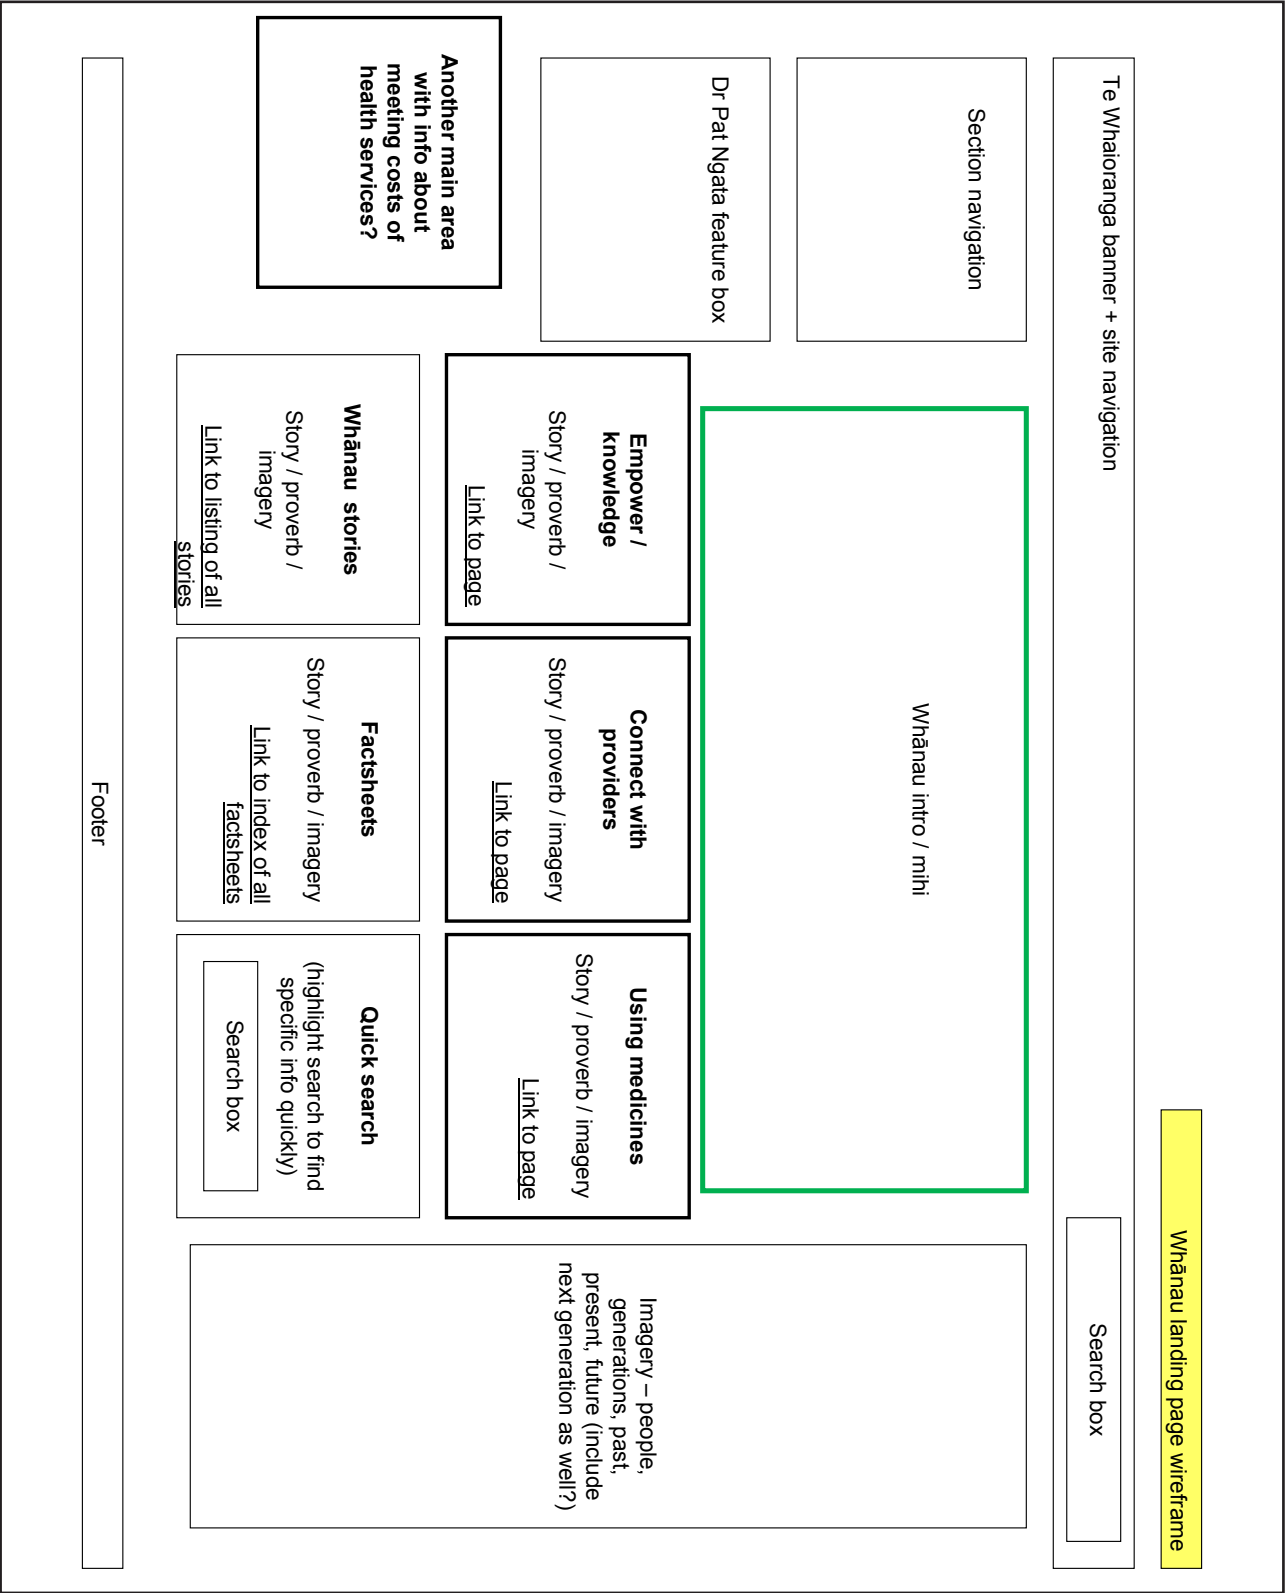 Whānau landing page wireframe
Te Whaioranga banner + site navigation
Search box
Section navigation
Dr Pat Ngata feature box
Another main area
with info about
meeting costs of
health services?
Whānau intro / mihi
Empower /
knowledge
Story / proverb /
imagery
Link to page
Connect with
providers
Story / proverb / imagery
Link to page
Using medicines
Story / proverb / imagery
Link to page
Whānau  stories
Story / proverb /
imagery
Link to listing of all
stories
Factsheets
Story / proverb / imagery
Link to index of all
factsheets
Quick search
(highlight search to find
specific info quickly)
Search box
Imagery – people,
generations, past,
present, future (include
next generation as well?)
Footer